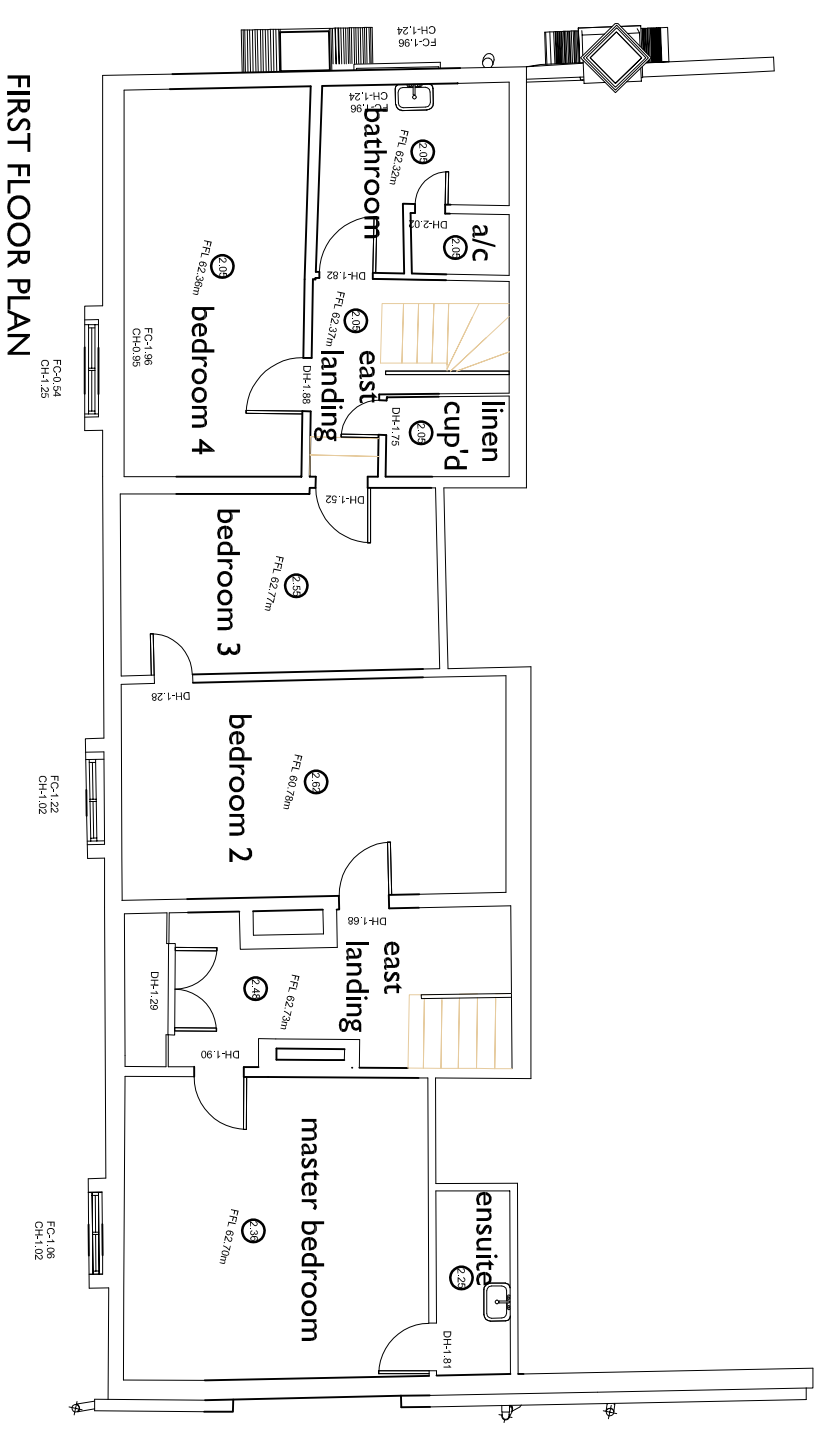 FIRST FLOOR PLAN
CH-1.24
FC-1.96
CH-1.24
FC-1.96
bathroom
2.05
FFL 62.32m
a/c
2.05
DH-2.02
DH-1.82
2.05
FFL 62.36m
bedroom 4
FC-1.96
CH-0.95
FC-0.54
CH-1.25
2.05
FFL 62.37m
east
landing
DH-1.88
DH-1.75
linen
cup'd
2.05
DH-1.52
bedroom 3
2.55
FFL 62.77m
DH-1.28
bedroom 2
2.62
FFL 60.78m
FC-1.22
CH-1.02
DH-1.68
east
landing
2.48
FFL 62.73m
DH-1.29
DH-1.90
master bedroom
2.36
FFL 62.70m
FC-1.06
CH-1.02
ensuite
2.25
DH-1.81